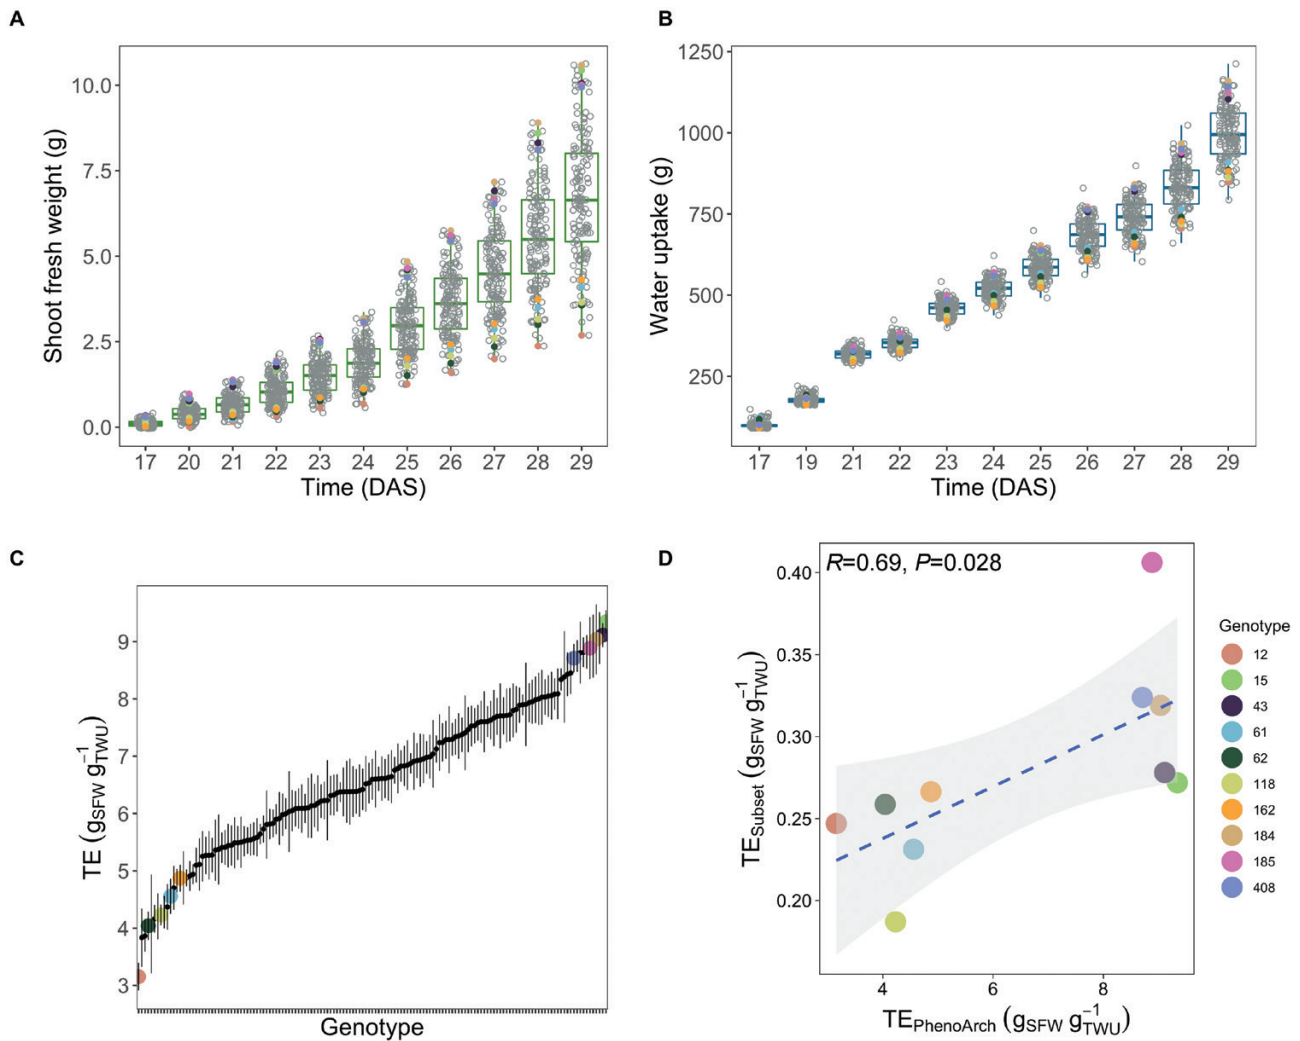 A
Shoot fresh weight (g)
10.0
7.5
5.0
2.5
0.0
17 20 21 22 23 24 25 26 27 28 29
Time (DAS)
B
Water uptake (g)
1250
1000
750
500
250
17 19 21 22 23 24 25 26 27 28 29
Time (DAS)
C
TE (gSFW g−1TWU)
9
8
7
6
5
4
3
Genotype
D
R=0.69, P=0.028
TESubset (gSFW g−1TWU)
0.40
0.35
0.30
0.25
0.20
4 6 8
TEPhenoArch (gSFW g−1TWU)
Genotype
12
15
43
61
62
118
162
184
185
408